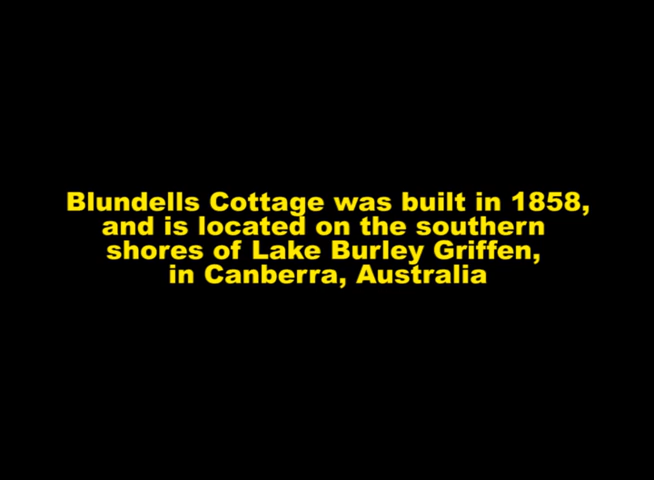 Blundells Cottage was built in 1858,
and is located on the southern
shores of Lake Burley Griffen,
in Canberra, Australia